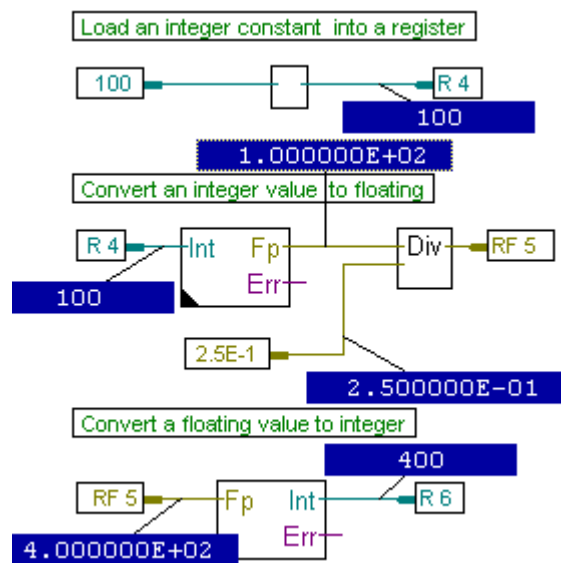 Load an integer constant into a register
100
R 4
100
1.000000E+02
Convert an integer value to floating
R 4
Int
Fp
Err
Div
RF 5
100
2.5E-1
2.500000E-01
Convert a floating value to integer
400
RF 5
Fp
Int
R 6
Err
4.000000E+02